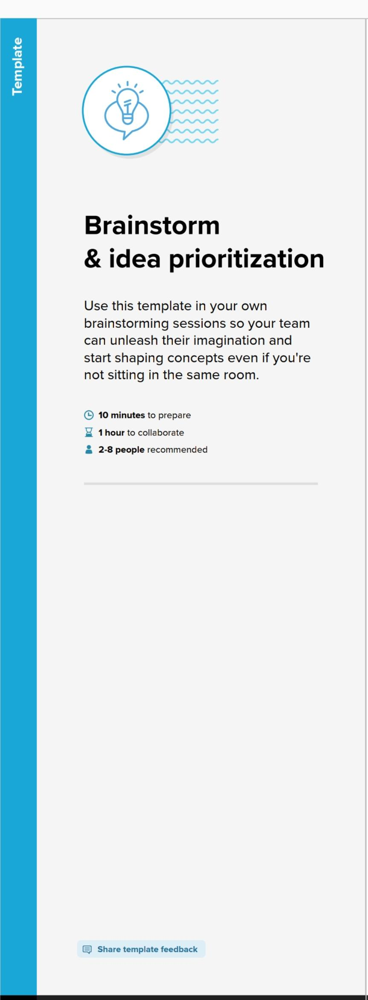 Template
Brainstorm
& idea prioritization
Use this template in your own
brainstorming sessions so your team
can unleash their imagination and
start shaping concepts even if you're
not sitting in the same room.
10 minutes to prepare
1 hour to collaborate
2-8 people recommended
Share template feedback